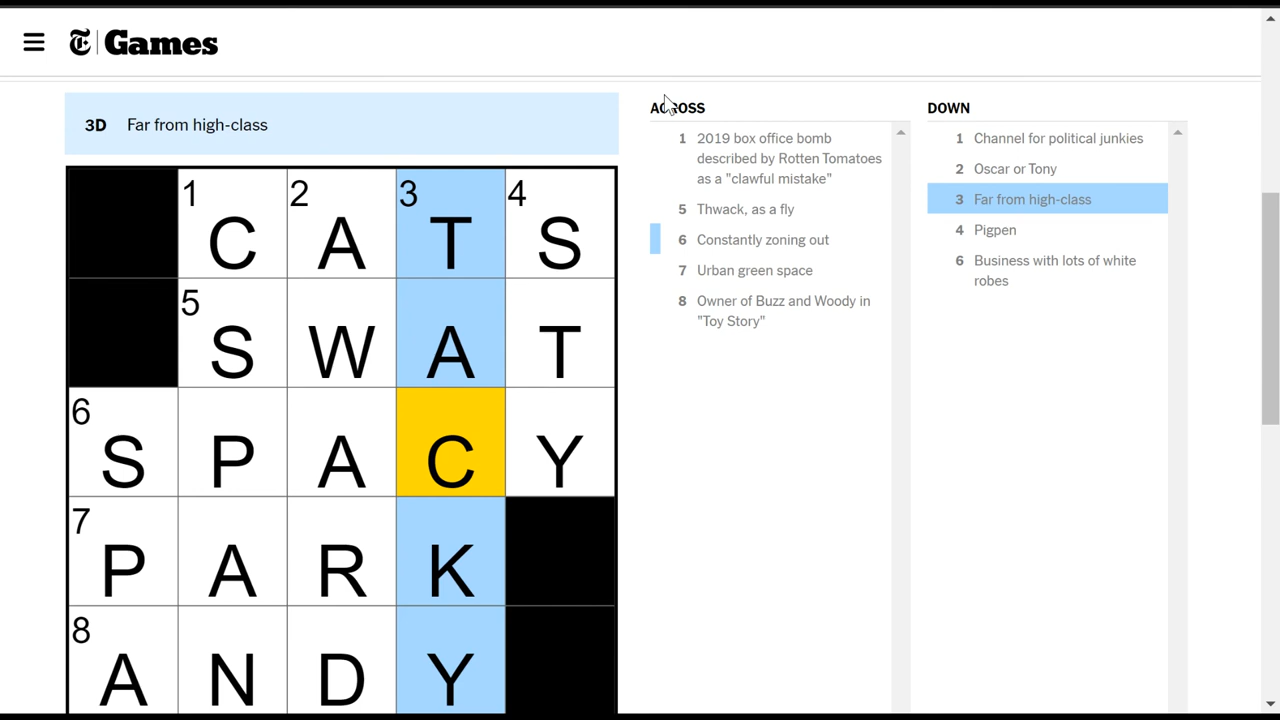 T Games
3D Far from high-class
1 2 3 4
C A T S
5
S W A T
6
S P A C Y
7
P A R K
8
A N D Y
ACROSS
1 2019 box office bomb
described by Rotten Tomatoes
as a "clawful mistake"
5 Thwack, as a fly
6 Constantly zoning out
7 Urban green space
8 Owner of Buzz and Woody in
"Toy Story"
DOWN
1 Channel for political junkies
2 Oscar or Tony
3 Far from high-class
4 Pigpen
6 Business with lots of white
robes